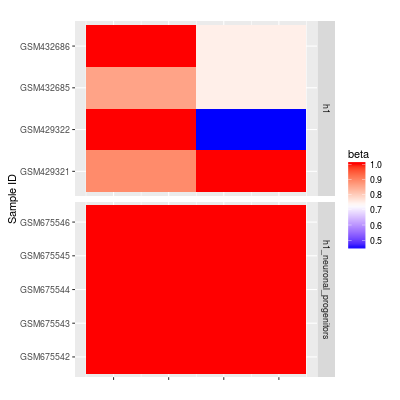 Sample ID
GSM432686
GSM432685
GSM429322
GSM429321
h1
GSM675546
GSM675545
GSM675544
GSM675543
GSM675542
h1_neuronal_progenitors
beta
1.0
0.9
0.8
0.7
0.6
0.5